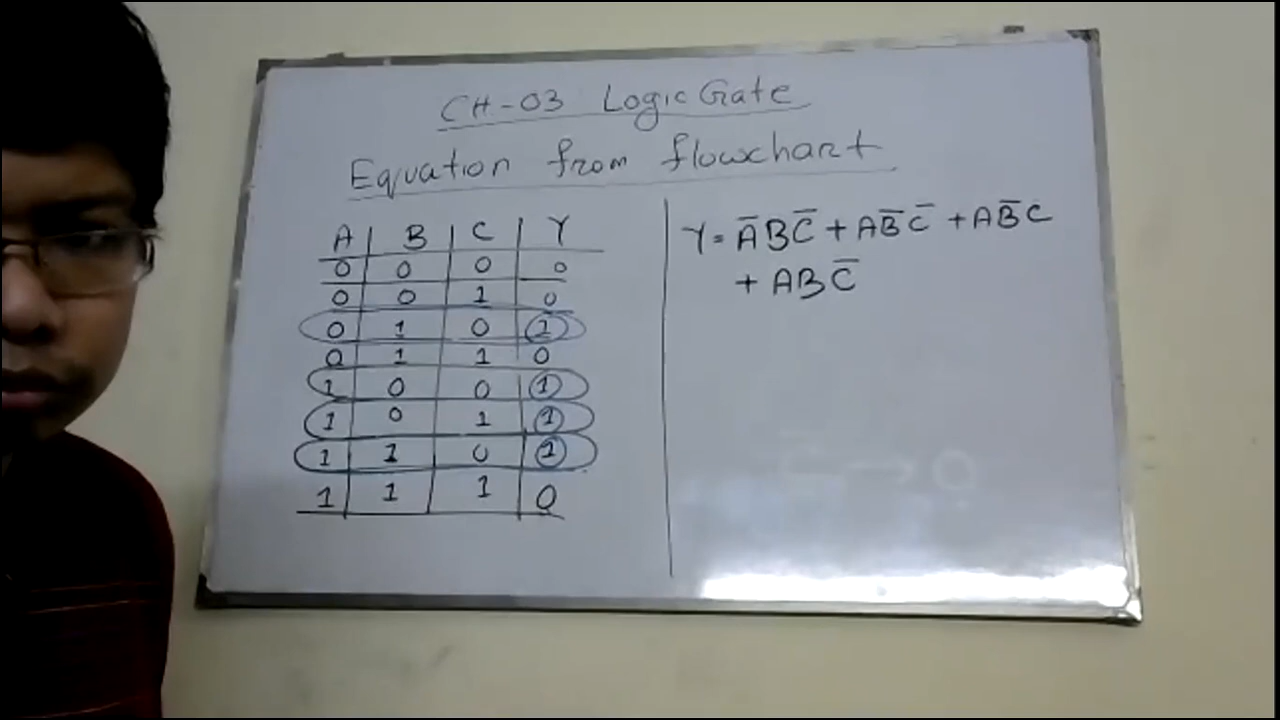 CH-03 Logic Gate
Equation from flowchart
A B C Y
0 0 0 0
0 0 1 0
0 1 0 1
0 1 1 0
1 0 0 1
1 0 1 1
1 1 0 1
1 1 1 0
Y = A̅BC̅ + AB̅C̅ + AB̅C
+ ABC̅